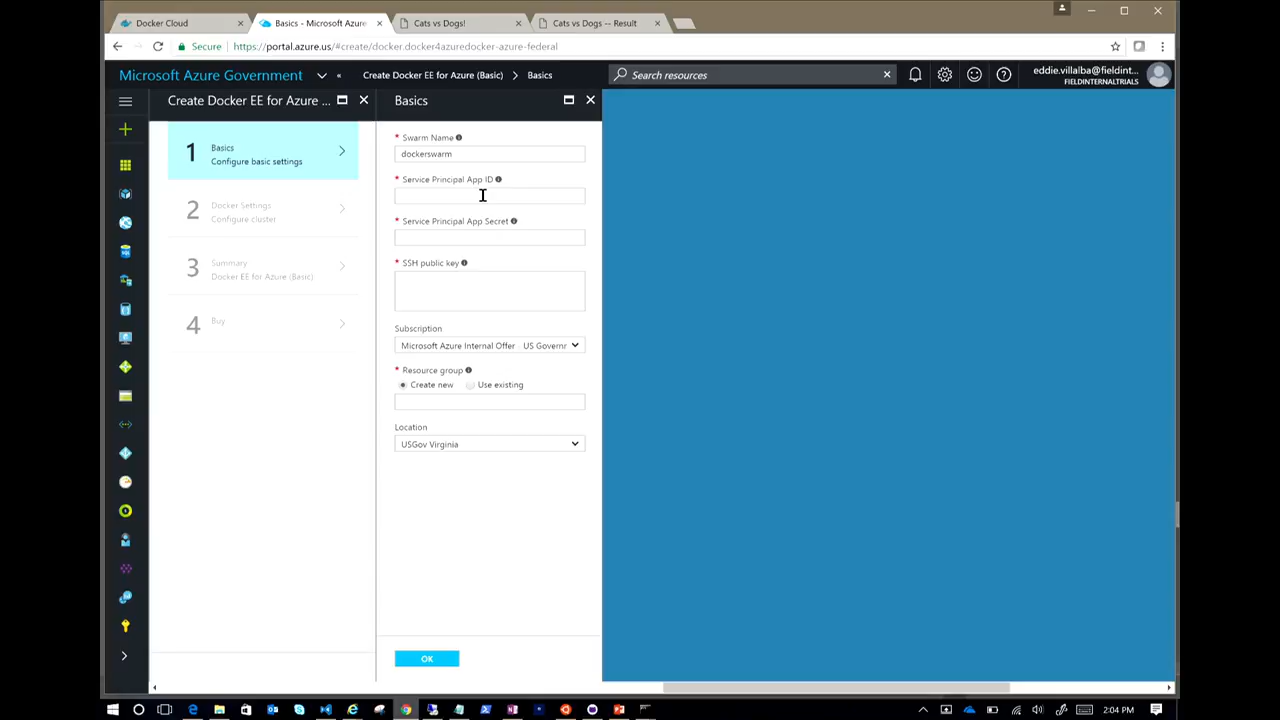 Docker Cloud
Basics - Microsoft Azure
Cats vs Dogs!
Cats vs Dogs -- Result
Secure
https://portal.azure.us/#create/docker.docker4azuredocker-azure-federal
Microsoft Azure Government
Create Docker EE for Azure (Basic)
Basics
Search resources
eddie.villalba@fieldint...
FIELDINTERNALTRIALS
Create Docker EE for Azure ...
Basics
1
Basics
Configure basic settings
2
Docker Settings
Configure cluster
3
Summary
Docker EE for Azure (Basic)
4
Buy
* Swarm Name
dockerswarm
* Service Principal App ID
* Service Principal App Secret
* SSH public key
Subscription
Microsoft Azure Internal Offer US Governr
* Resource group
Create new
Use existing
Location
USGov Virginia
OK
2:04 PM